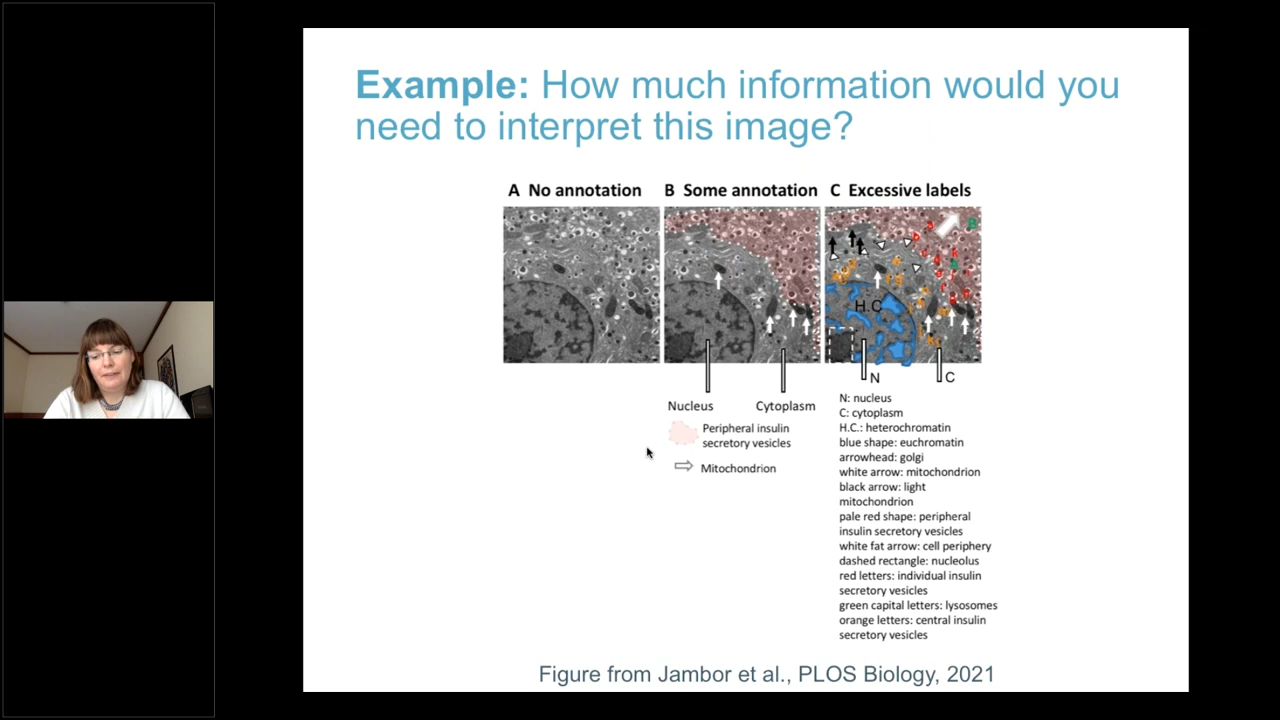 Example: How much information would you
need to interpret this image?
A No annotation
B Some annotation
C Excessive labels
H.C
N
C
Nucleus
Cytoplasm
Peripheral insulin
secretory vesicles
Mitochondrion
N: nucleus
C: cytoplasm
H.C.: heterochromatin
blue shape: euchromatin
arrowhead: golgi
white arrow: mitochondrion
black arrow: light
mitochondrion
pale red shape: peripheral
insulin secretory vesicles
white fat arrow: cell periphery
dashed rectangle: nucleolus
red letters: individual insulin
secretory vesicles
green capital letters: lysosomes
orange letters: central insulin
secretory vesicles
Figure from Jambor et al., PLOS Biology, 2021